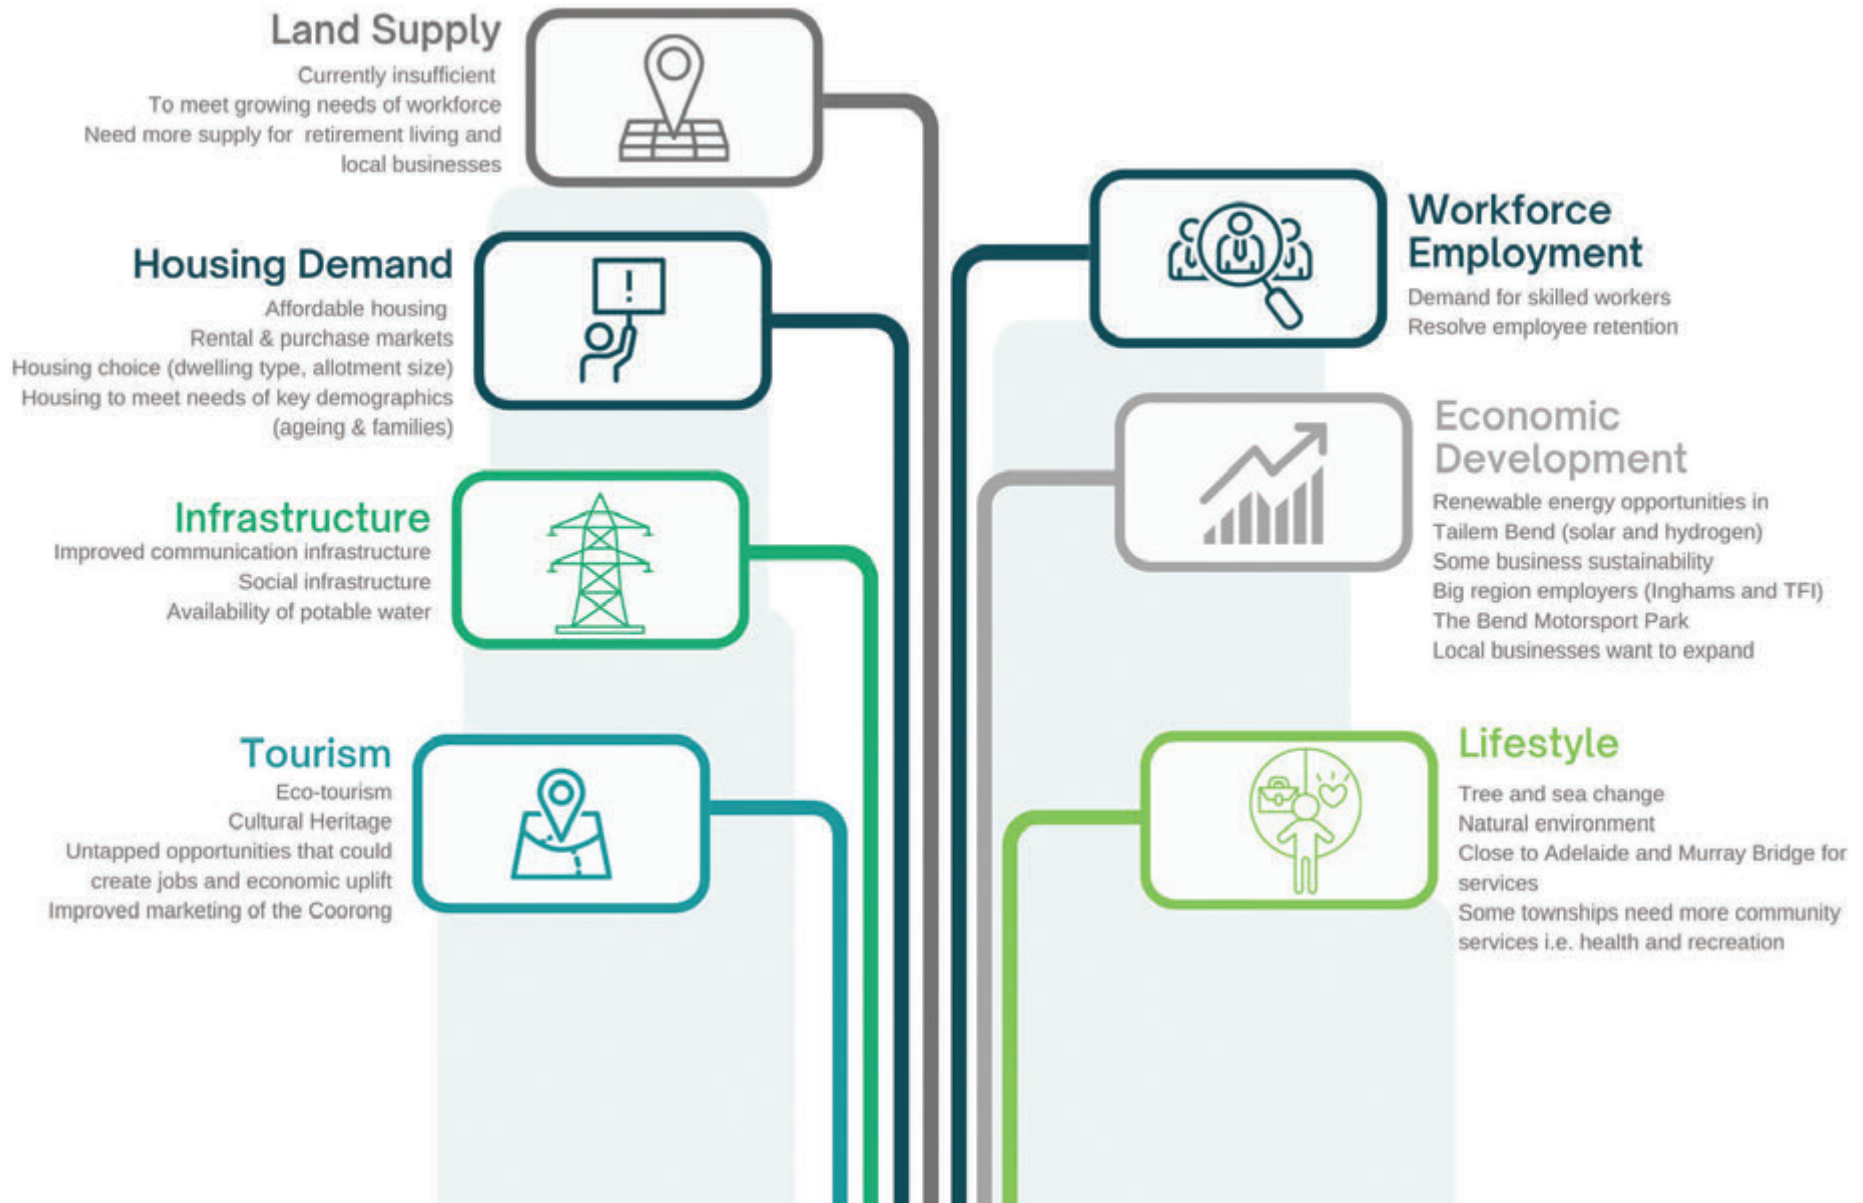 Land Supply
Currently insufficient
To meet growing needs of workforce
Need more supply for retirement living and
local businesses
Housing Demand
Affordable housing
Rental & purchase markets
Housing choice (dwelling type, allotment size)
Housing to meet needs of key demographics
(ageing & families)
Infrastructure
Improved communication infrastructure
Social infrastructure
Availability of potable water
Tourism
Eco-tourism
Cultural Heritage
Untapped opportunities that could
create jobs and economic uplift
Improved marketing of the Coorong
Workforce
Employment
Demand for skilled workers
Resolve employee retention
Economic
Development
Renewable energy opportunities in
Tailem Bend (solar and hydrogen)
Some business sustainability
Big region employers (Inghams and TFI)
The Bend Motorsport Park
Local businesses want to expand
Lifestyle
Tree and sea change
Natural environment
Close to Adelaide and Murray Bridge for
services
Some townships need more community
services i.e. health and recreation